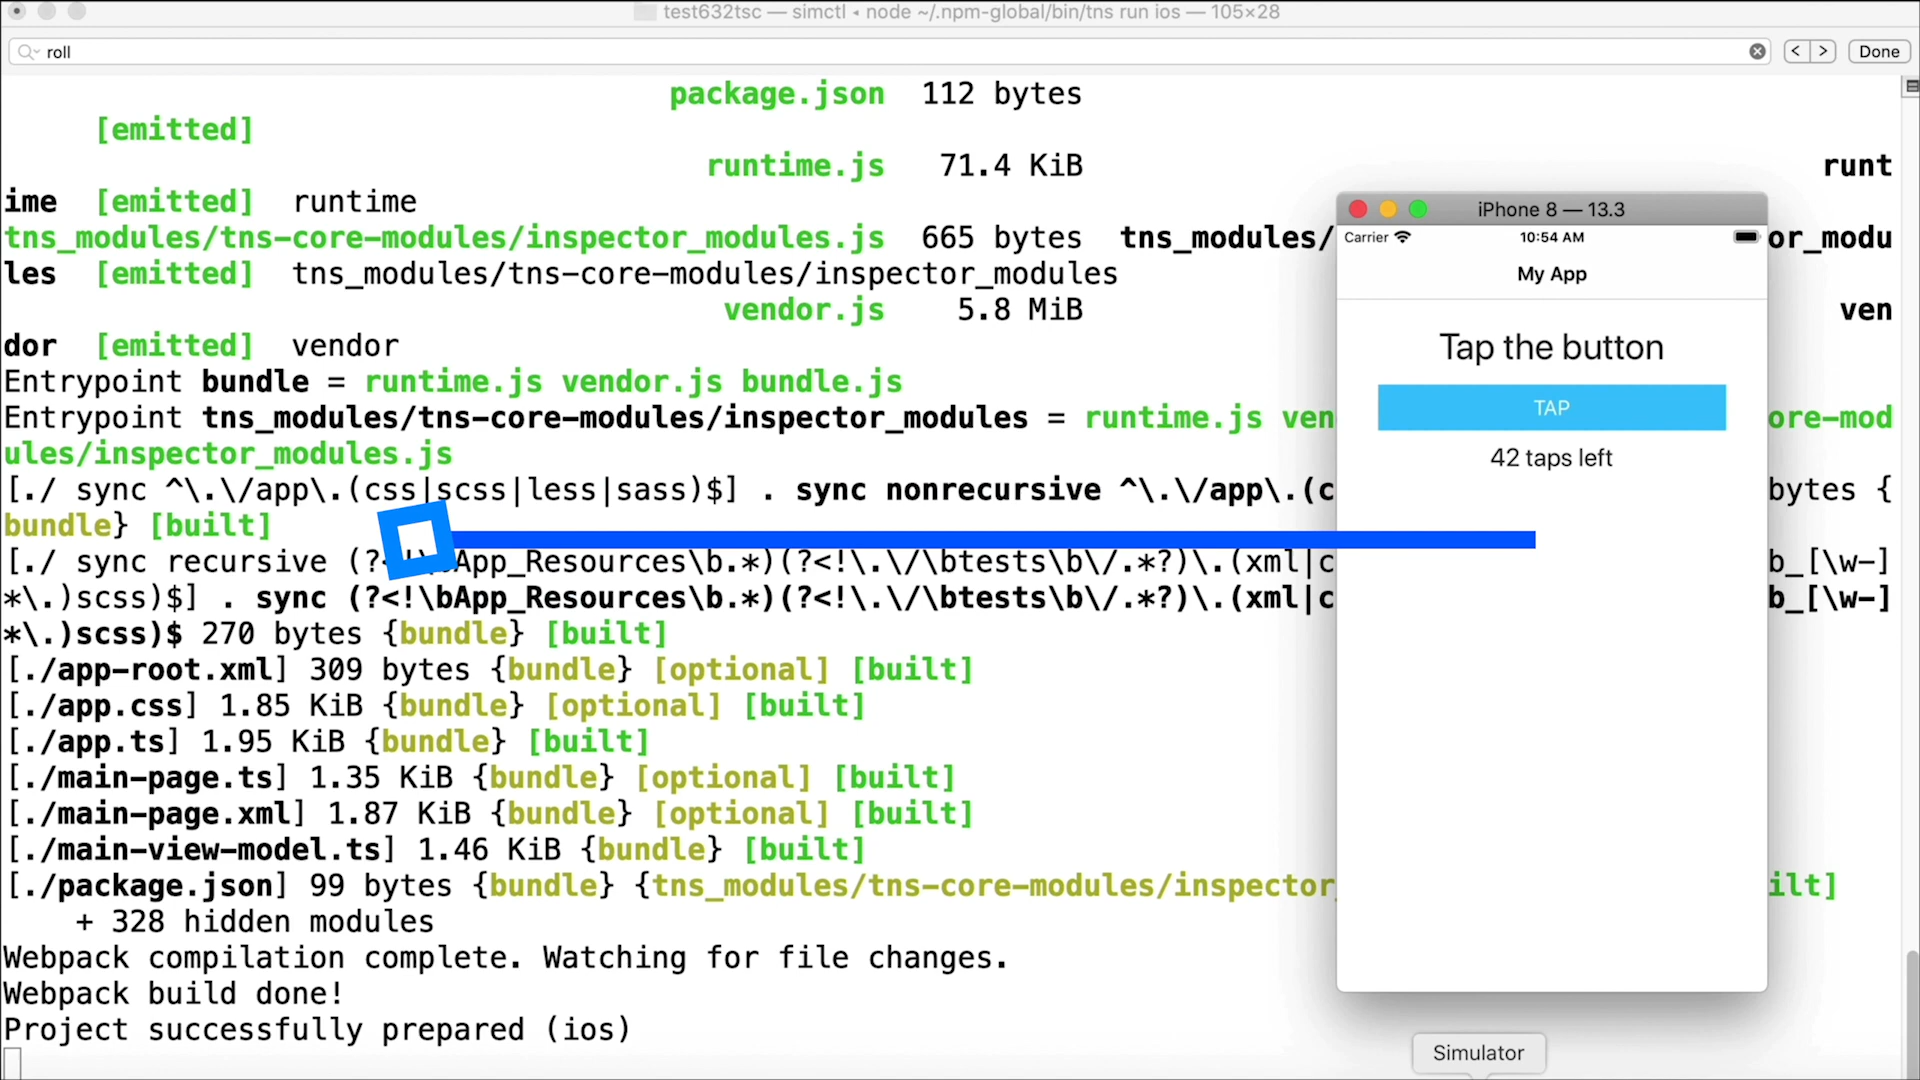 test632tsc — simctl ◂ node ~/.npm-global/bin/tns run ios — 105×28
roll
Done
package.json 112 bytes
[emitted]
runtime.js 71.4 KiB runt
ime [emitted] runtime
tns_modules/tns-core-modules/inspector_modules.js 665 bytes tns_modules/ or_modu
les [emitted] tns_modules/tns-core-modules/inspector_modules
vendor.js 5.8 MiB ven
dor [emitted] vendor
Entrypoint bundle = runtime.js vendor.js bundle.js
Entrypoint tns_modules/tns-core-modules/inspector_modules = runtime.js ven ore-mod
ules/inspector_modules.js
[./ sync ^\.\/app\.(css|scss|less|sass)$] . sync nonrecursive ^\.\/app\.(c bytes {
bundle} [built]
[./ sync recursive (?<!\bApp_Resources\b.*)(?<!\.\/\btests\b\/.*?)\.(xml|c b_[\w-]
*\.)scss)$] . sync (?<!\bApp_Resources\b.*)(?<!\.\/\btests\b\/.*?)\.(xml|c b_[\w-]
*\.)scss)$ 270 bytes {bundle} [built]
[./app-root.xml] 309 bytes {bundle} [optional] [built]
[./app.css] 1.85 KiB {bundle} [optional] [built]
[./app.ts] 1.95 KiB {bundle} [built]
[./main-page.ts] 1.35 KiB {bundle} [optional] [built]
[./main-page.xml] 1.87 KiB {bundle} [optional] [built]
[./main-view-model.ts] 1.46 KiB {bundle} [built]
[./package.json] 99 bytes {bundle} {tns_modules/tns-core-modules/inspector_ ilt]
+ 328 hidden modules
Webpack compilation complete. Watching for file changes.
Webpack build done!
Project successfully prepared (ios)
iPhone 8 — 13.3
Carrier 10:54 AM
My App
Tap the button
TAP
42 taps left
Simulator